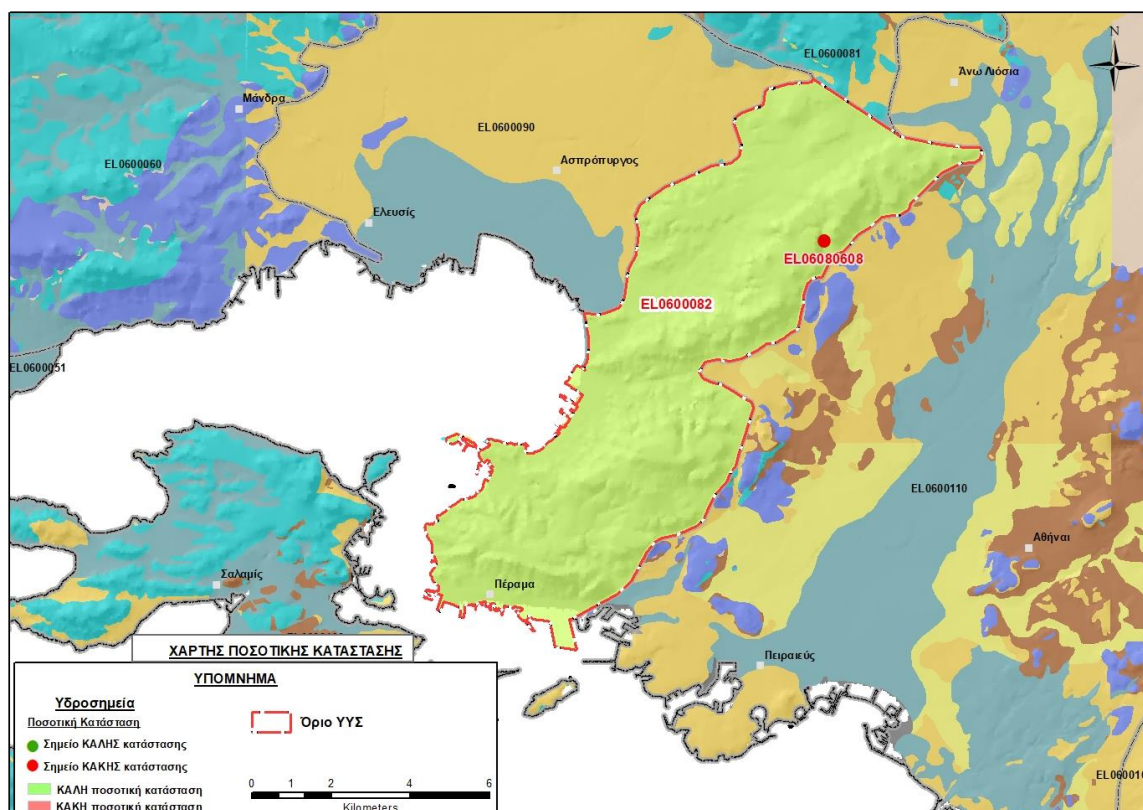 N
EL0600081
Άνω Λιόσια
Μάνδρα
EL0600090
EL0600060
Ασπρόπυργος
Ελευσίς
EL06080608
EL0600082
EL0600051
EL0600110
Αθήναι
Σαλαμίς
Πέραμα
Πειραιεύς
ΧΑΡΤΗΣ ΠΟΣΟΤΙΚΗΣ ΚΑΤΑΣΤΑΣΗΣ
ΥΠΟΜΝΗΜΑ
Υδροσημεία
Ποσοτική Κατάσταση
Σημείο ΚΑΛΗΣ κατάστασης
Σημείο ΚΑΚΗΣ κατάστασης
ΚΑΛΗ ποσοτική κατάσταση
ΚΑΚΗ ποσοτική κατάσταση
Όριο ΥΥΣ
0 1 2 4 6
Kilometers